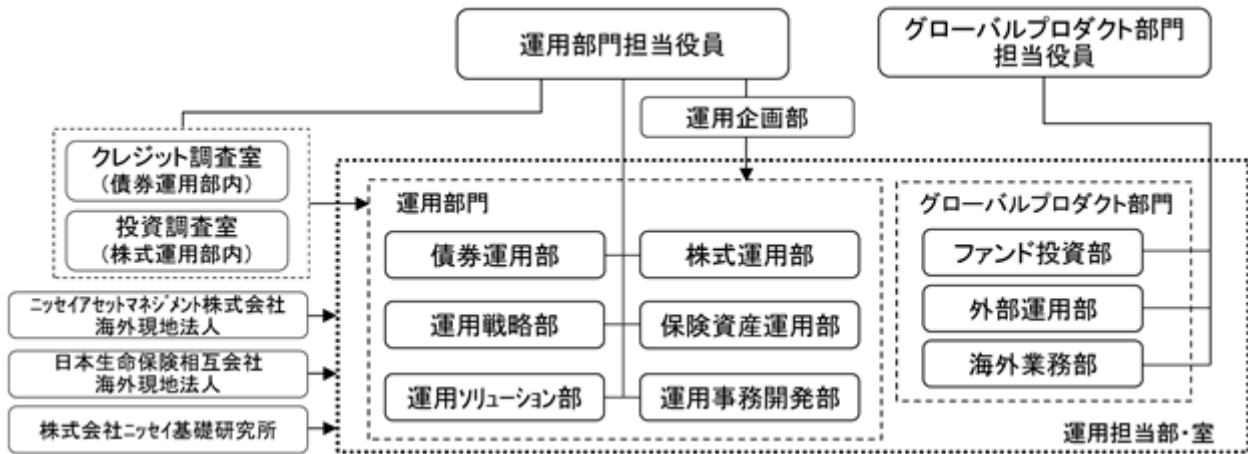 運用部門担当役員
グローバルプロダクト部門
担当役員
運用企画部
クレジット調査室
(債券運用部内)
投資調査室
(株式運用部内)
運用部門
債券運用部
株式運用部
運用戦略部
保険資産運用部
運用ソリューション部
運用事務開発部
グローバルプロダクト部門
ファンド投資部
外部運用部
海外業務部
ニッセイアセットマネジメント株式会社
海外現地法人
日本生命保険相互会社
海外現地法人
株式会社ニッセイ基礎研究所
運用担当部・室